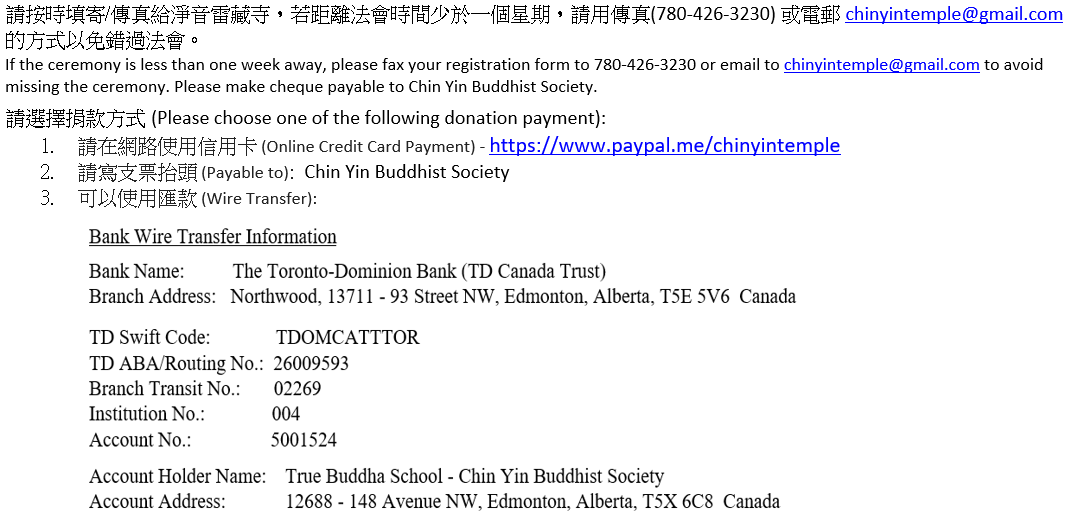 請按時填寄/傳真給淨音雷藏寺，若距離法會時間少於一個星期，請用傳真(780-426-3230) 或電郵 chinyintemple@gmail.com
的方式以免錯過法會。
If the ceremony is less than one week away, please fax your registration form to 780-426-3230 or email to chinyintemple@gmail.com to avoid
missing the ceremony. Please make cheque payable to Chin Yin Buddhist Society.
請選擇捐款方式 (Please choose one of the following donation payment):
1. 請在網路使用信用卡 (Online Credit Card Payment) - https://www.paypal.me/chinyintemple
2. 請寫支票抬頭 (Payable to): Chin Yin Buddhist Society
3. 可以使用匯款 (Wire Transfer):
Bank Wire Transfer Information
Bank Name: The Toronto-Dominion Bank (TD Canada Trust)
Branch Address: Northwood, 13711 - 93 Street NW, Edmonton, Alberta, T5E 5V6 Canada
TD Swift Code: TDOMCATTTOR
TD ABA/Routing No.: 26009593
Branch Transit No.: 02269
Institution No.: 004
Account No.: 5001524
Account Holder Name: True Buddha School - Chin Yin Buddhist Society
Account Address: 12688 - 148 Avenue NW, Edmonton, Alberta, T5X 6C8 Canada